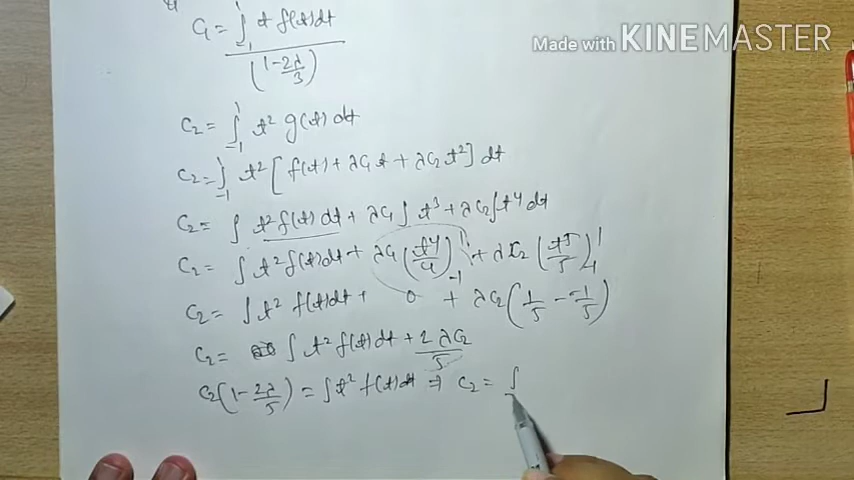 C₁ = ∫₋₁¹ t f(t) dt
(1 - 2λ/3)
Made with KINEMASTER
C₂ = ∫₋₁¹ t² g(t) dt
C₂ = ∫₋₁¹ t² [f(t) + λC₁t + λC₂t²] dt
C₂ = ∫ t² f(t) dt + λC₁ ∫ t³ + λC₂ ∫ t⁴ dt
C₂ = ∫ t² f(t) dt + λC₁ (t⁴/4)₋₁¹ + λC₂ (t⁵/5)₋₁¹
C₂ = ∫ t² f(t) dt + 0 + λC₂ (1/5 - -1/5)
C₂ = ∫ t² f(t) dt + 2λC₂/5
C₂ (1 - 2λ/5) = ∫ t² f(t) dt ⇒ C₂ = ∫